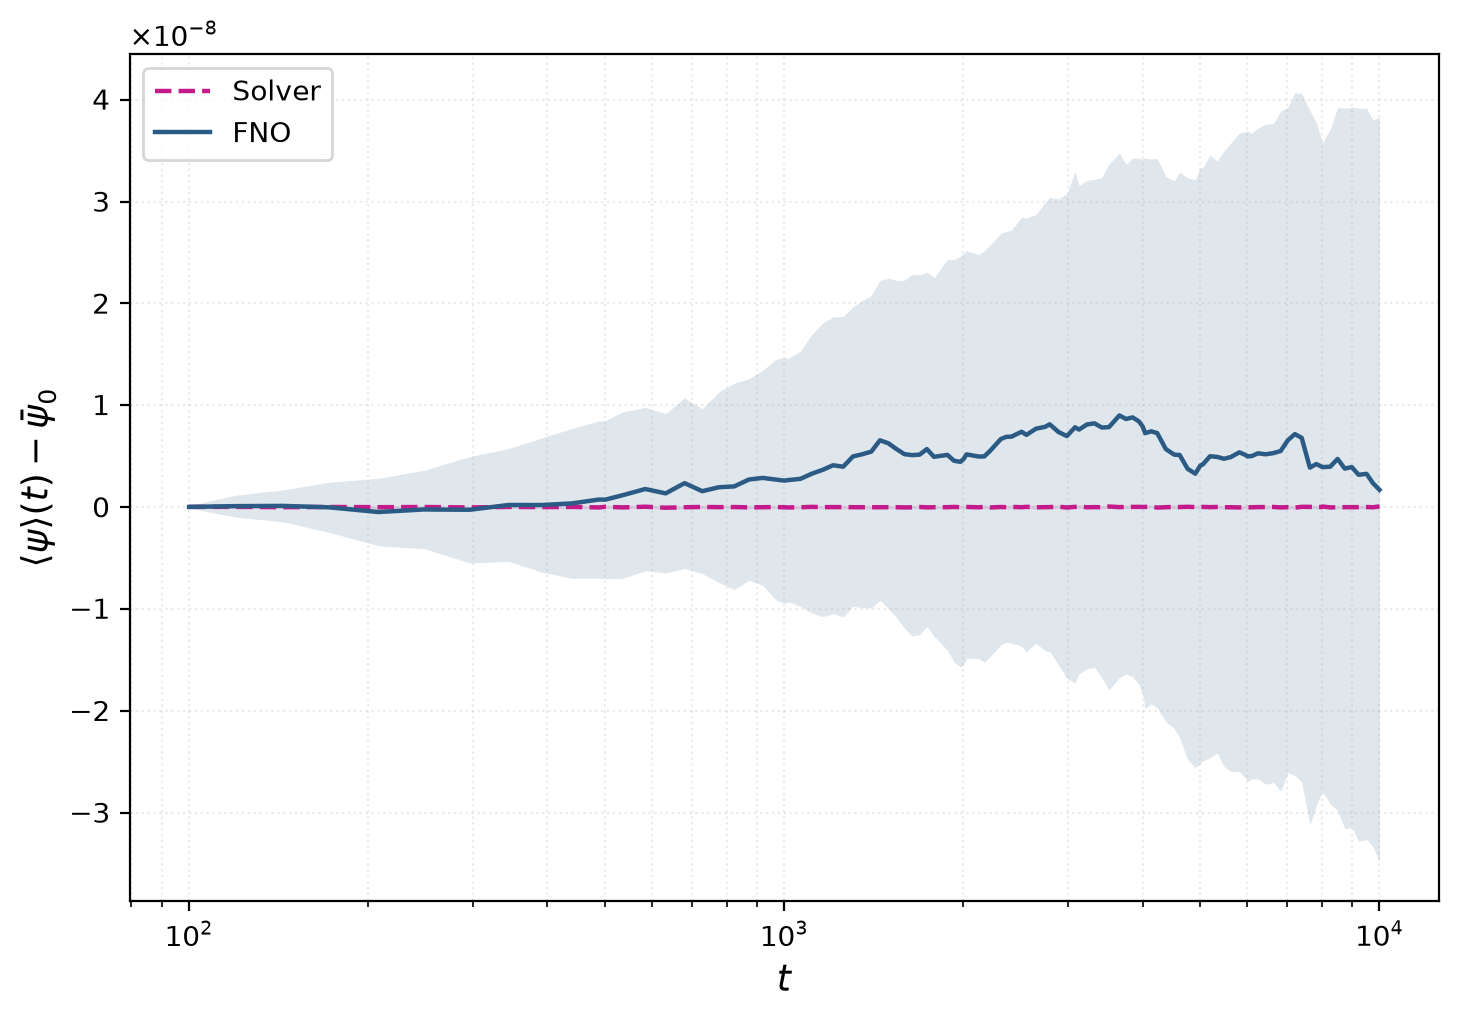 ×10⁻⁸
Solver
FNO
4
3
2
1
0
−1
−2
−3
⟨ψ⟩(t) − ψ̄₀
10² 10³ 10⁴
t